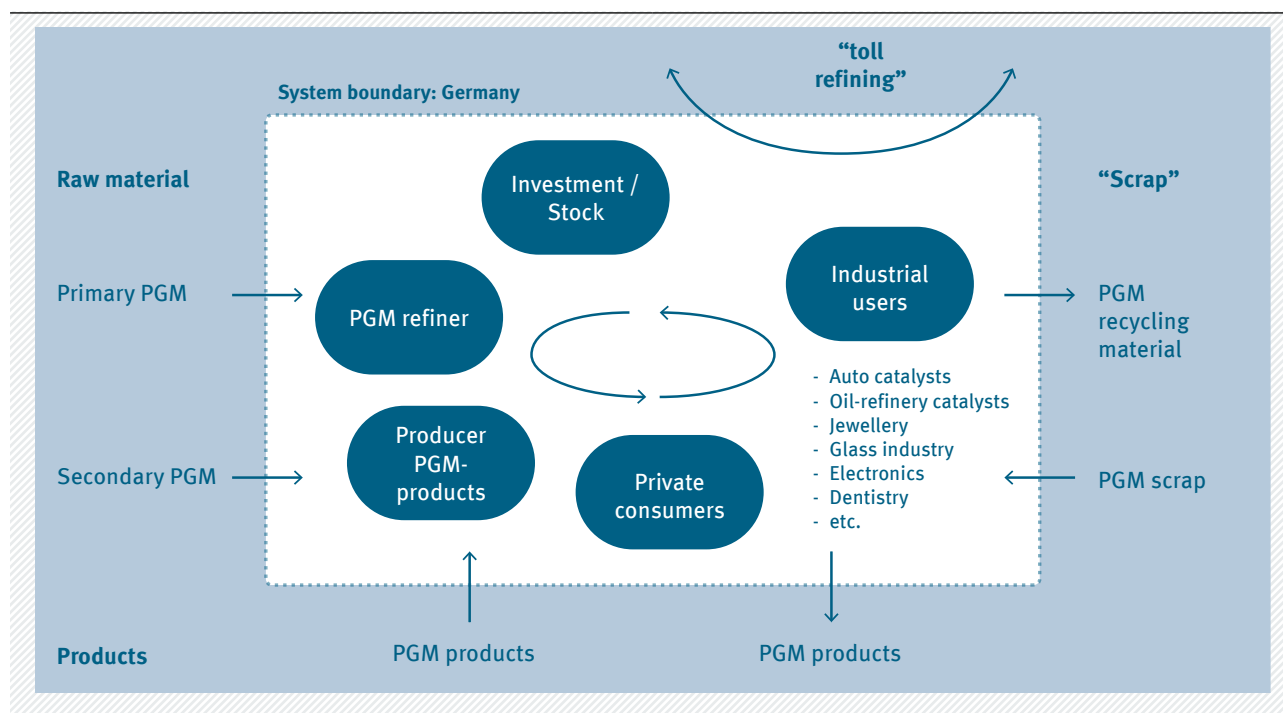 “toll
refining”
System boundary: Germany
Raw material
“Scrap”
Investment /
Stock
Industrial
users
Primary PGM
PGM refiner
PGM
recycling
material
- Auto catalysts
- Oil-refinery catalysts
- Jewellery
- Glass industry
- Electronics
- Dentistry
- etc.
Producer
PGM-
products
Private
consumers
Secondary PGM
PGM scrap
Products
PGM products
PGM products